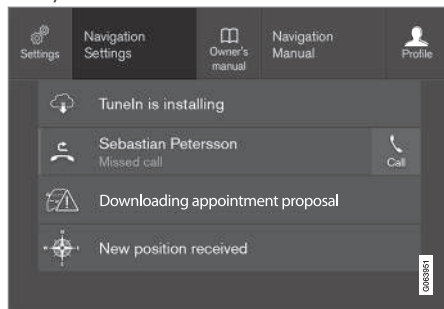 Settings
Navigation
Settings
Owner's
manual
Navigation
Manual
Profile
TuneIn is installing
Sebastian Petersson
Missed call
Call
Downloading appointment proposal
New position received
G063951